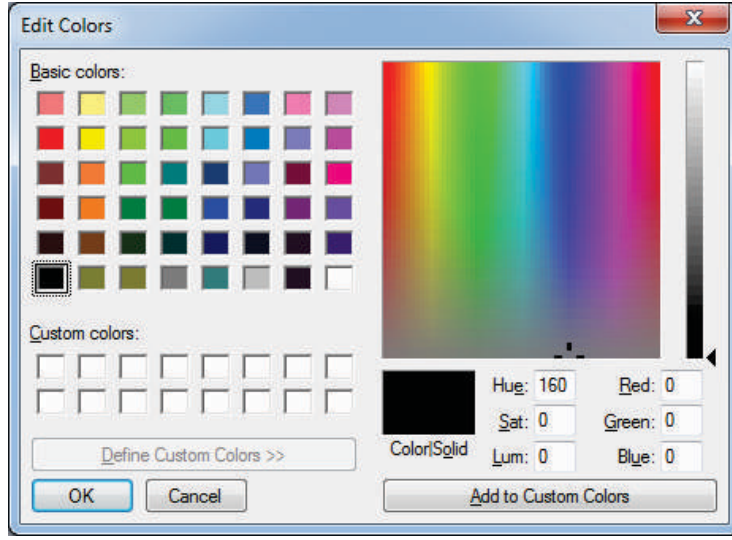 Edit Colors
Basic colors:
Custom colors:
Define Custom Colors >>
OK Cancel
Hue: 160 Red: 0
Sat: 0 Green: 0
Color|Solid Lum: 0 Blue: 0
Add to Custom Colors